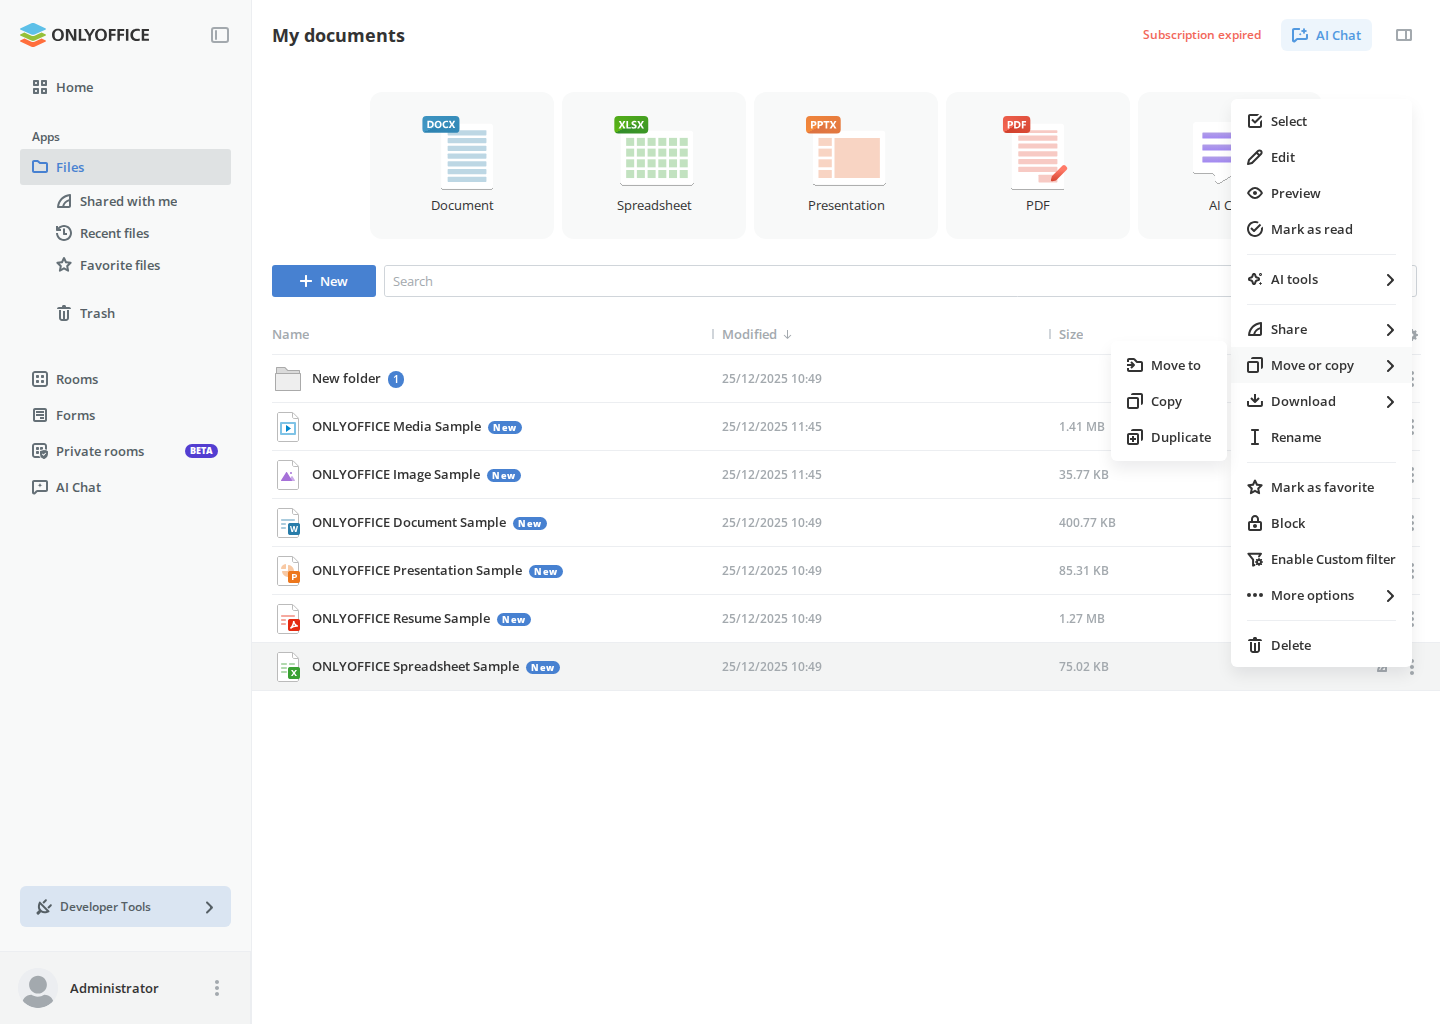 ONLYOFFICE
Home
Apps
Files
Shared with me
Recent files
Favorite files
Trash
Rooms
Forms
Private rooms BETA
AI Chat
Developer Tools
Administrator
My documents
Subscription expired
AI Chat
DOCX
Document
XLSX
Spreadsheet
PPTX
Presentation
PDF
PDF
AI C
New
Search
Name Modified Size
New folder 1 25/12/2025 10:49
ONLYOFFICE Media Sample New 25/12/2025 11:45 1.41 MB
ONLYOFFICE Image Sample New 25/12/2025 11:45 35.77 KB
ONLYOFFICE Document Sample New 25/12/2025 10:49 400.77 KB
ONLYOFFICE Presentation Sample New 25/12/2025 10:49 85.31 KB
ONLYOFFICE Resume Sample New 25/12/2025 10:49 1.27 MB
ONLYOFFICE Spreadsheet Sample New 25/12/2025 10:49 75.02 KB
Select
Edit
Preview
Mark as read
AI tools
Share
Move or copy
Download
Rename
Mark as favorite
Block
Enable Custom filter
More options
Delete
Move to
Copy
Duplicate